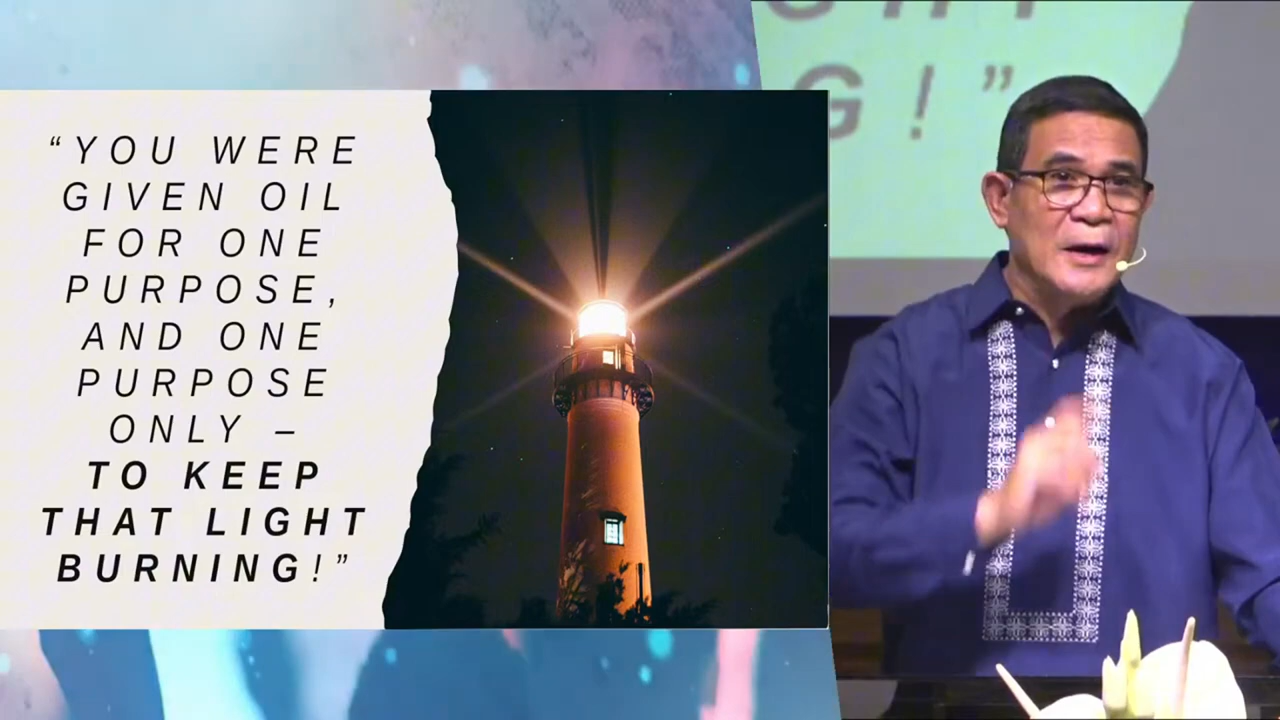 “YOU WERE
GIVEN OIL
FOR ONE
PURPOSE,
AND ONE
PURPOSE
ONLY –
TO KEEP
THAT LIGHT
BURNING!”
G!”